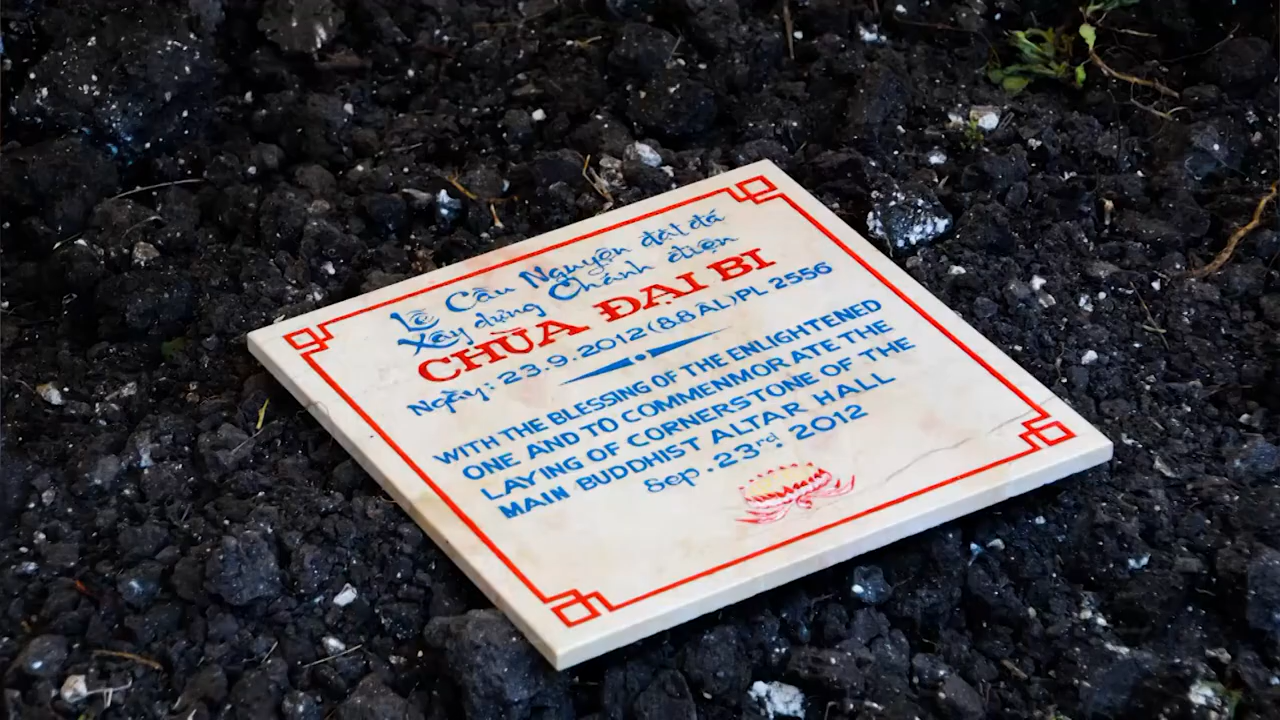 Lễ Cầu Nguyện đặt đá
Xây dựng Chánh điện
CHÙA ĐẠI BI
Ngày: 23.9.2012(8.8 ÂL)PL 2556
WITH THE BLESSING OF THE ENLIGHTENED
ONE AND TO COMMENMORATE THE
LAYING OF CORNERSTONE OF THE
MAIN BUDDHIST ALTAR HALL
Sep. 23rd. 2012